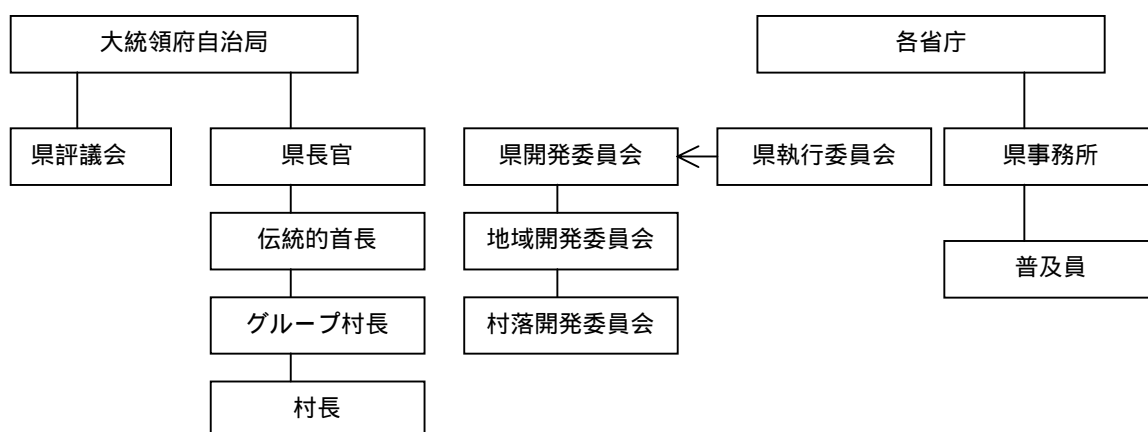 大統領府自治局
各省庁
県評議会
県長官
県開発委員会
県執行委員会
県事務所
伝統的首長
地域開発委員会
普及員
グループ村長
村落開発委員会
村長